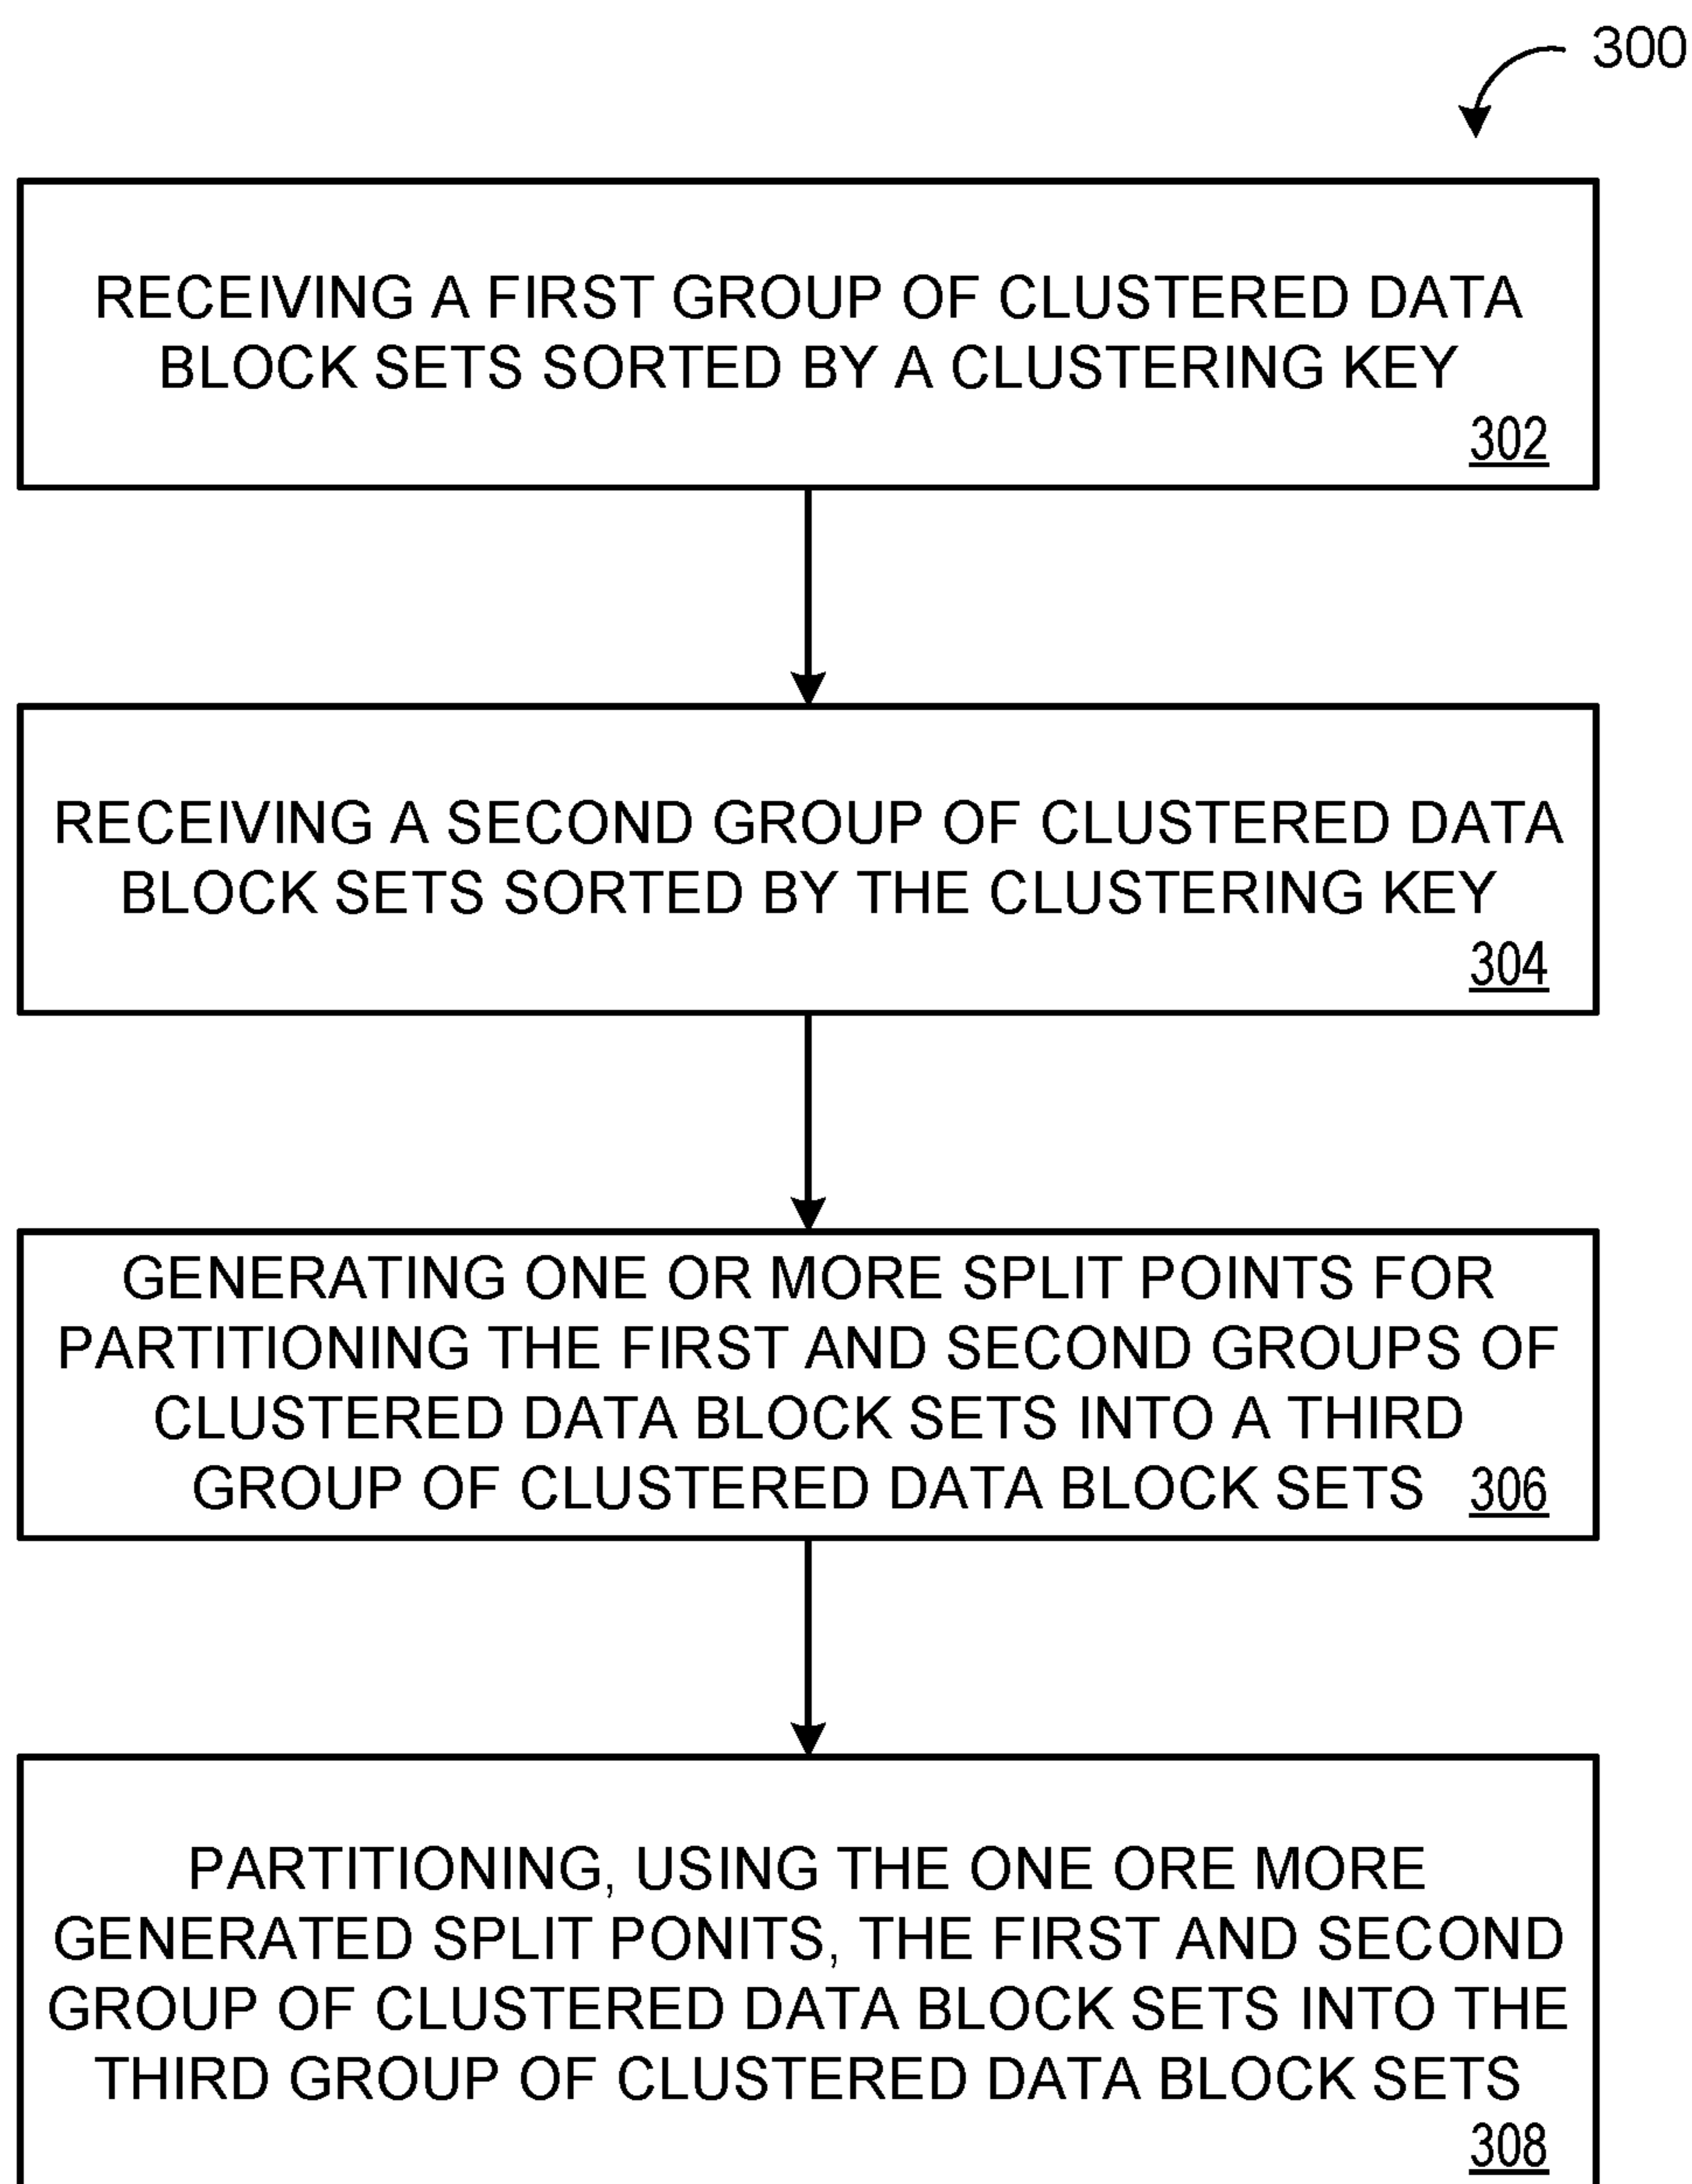 300
RECEIVING A FIRST GROUP OF CLUSTERED DATA
BLOCK SETS SORTED BY A CLUSTERING KEY
302
RECEIVING A SECOND GROUP OF CLUSTERED DATA
BLOCK SETS SORTED BY THE CLUSTERING KEY
304
GENERATING ONE OR MORE SPLIT POINTS FOR
PARTITIONING THE FIRST AND SECOND GROUPS OF
CLUSTERED DATA BLOCK SETS INTO A THIRD
GROUP OF CLUSTERED DATA BLOCK SETS 306
PARTITIONING, USING THE ONE ORE MORE
GENERATED SPLIT PONITS, THE FIRST AND SECOND
GROUP OF CLUSTERED DATA BLOCK SETS INTO THE
THIRD GROUP OF CLUSTERED DATA BLOCK SETS
308